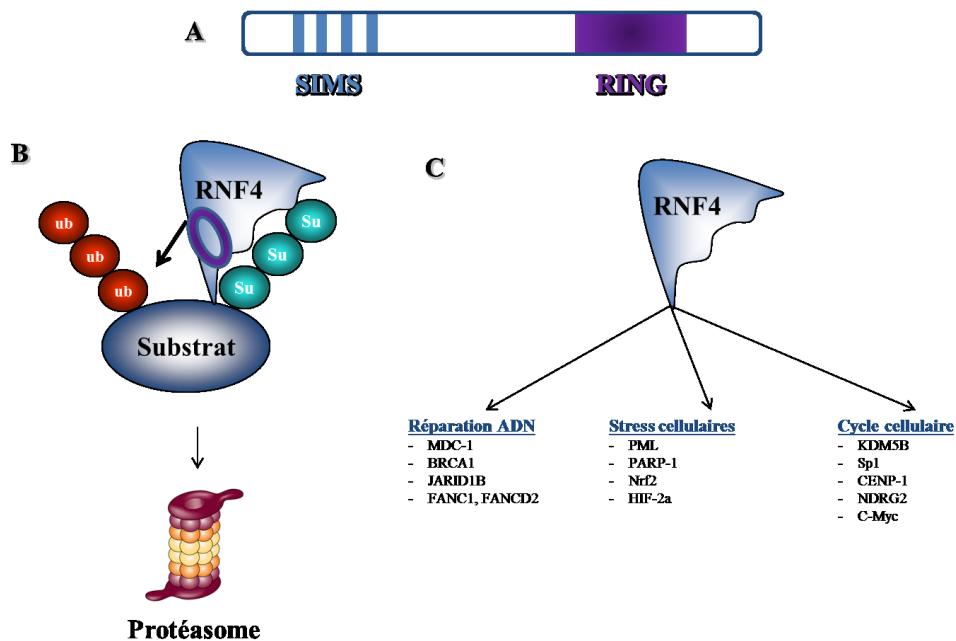 A
SIMS
RING
B
RNF4
ub
ub
ub
Su
Su
Su
Substrat
Protéasome
C
RNF4
Réparation ADN
- MDC-1
- BRCA1
- JARID1B
- FANC1, FANCD2
Stress cellulaires
- PML
- PARP-1
- Nrf2
- HIF-2a
Cycle cellulaire
- KDM5B
- Sp1
- CENP-1
- NDRG2
- C-Myc